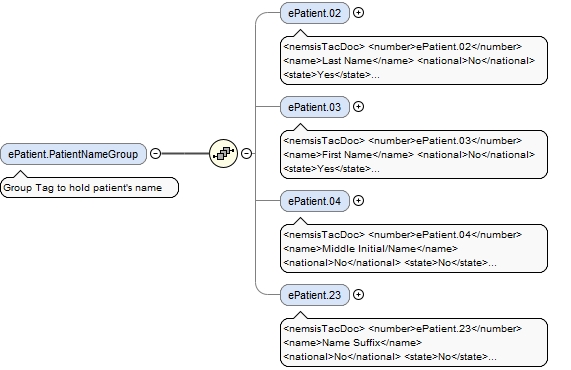 ePatient.02
<nemsisTacDoc> <number>ePatient.02</number>
<name>Last Name</name> <national>No</national>
<state>Yes</state>...
ePatient.03
<nemsisTacDoc> <number>ePatient.03</number>
<name>First Name</name> <national>No</national>
<state>Yes</state>...
ePatient.PatientNameGroup
Group Tag to hold patient's name
ePatient.04
<nemsisTacDoc> <number>ePatient.04</number>
<name>Middle Initial/Name</name>
<national>No</national> <state>No</state>...
ePatient.23
<nemsisTacDoc> <number>ePatient.23</number>
<name>Name Suffix</name>
<national>No</national> <state>No</state>...